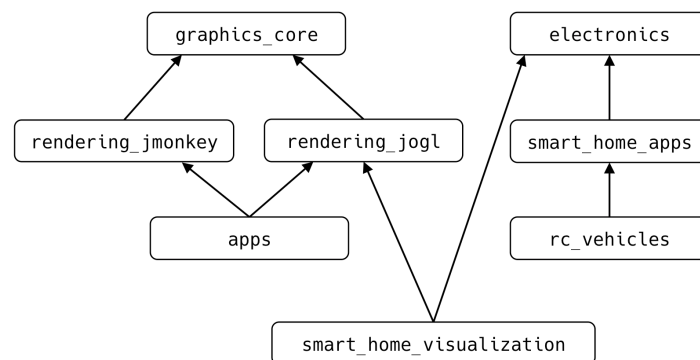 graphics_core
electronics
rendering_jmonkey
rendering_jogl
smart_home_apps
apps
rc_vehicles
smart_home_visualization